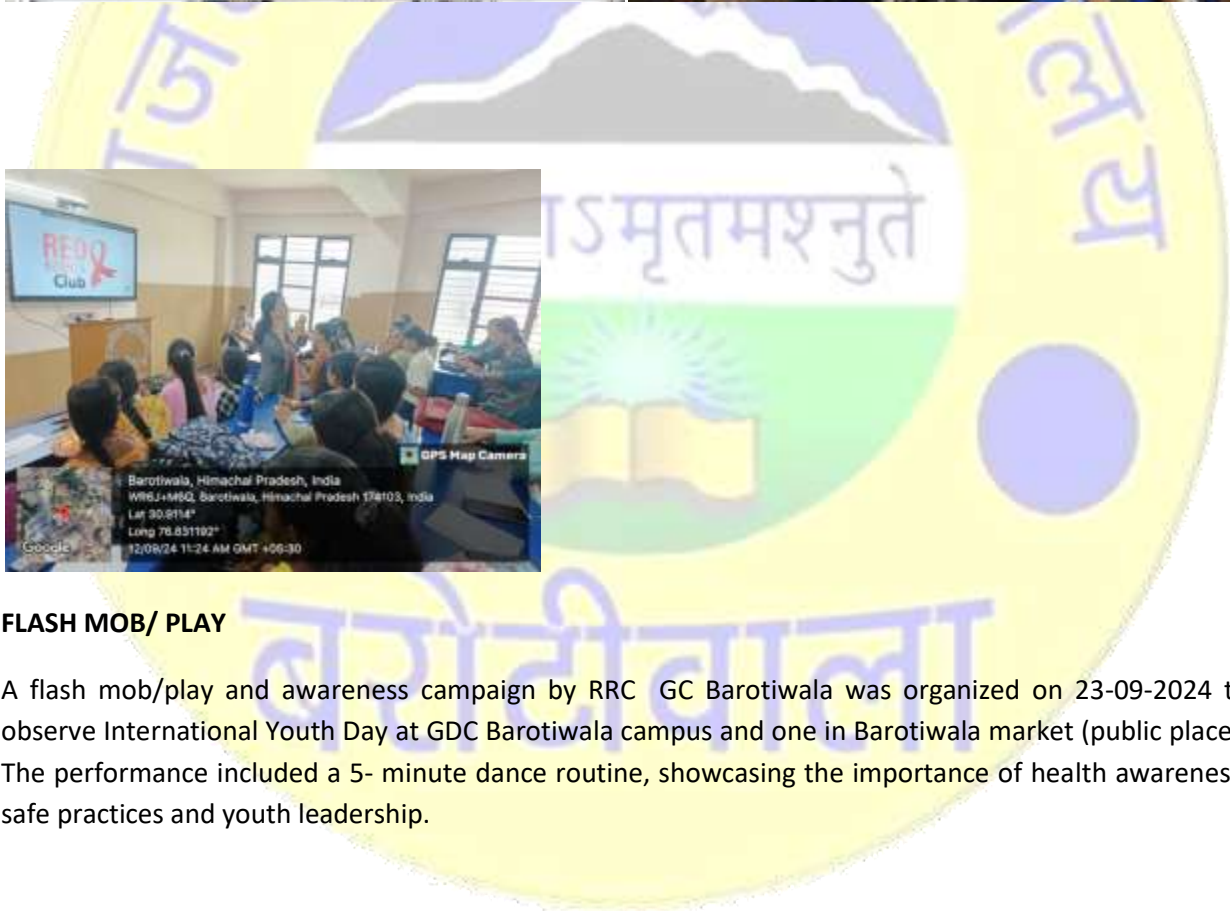 ऽमृतमश्नुते
RED
Club
GPS Map Camera
Barotiwala, Himachal Pradesh, India
WR6J+M6Q, Barotiwala, Himachal Pradesh 174103, India
Lat 30.9114°
Long 76.831192°
12/09/24 11:24 AM GMT +05:30
Google
बरोटीवाला
FLASH MOB/ PLAY
A flash mob/play and awareness campaign by RRC GC Barotiwala was organized on 23-09-2024 t
observe International Youth Day at GDC Barotiwala campus and one in Barotiwala market (public place
The performance included a 5- minute dance routine, showcasing the importance of health awarenes
safe practices and youth leadership.